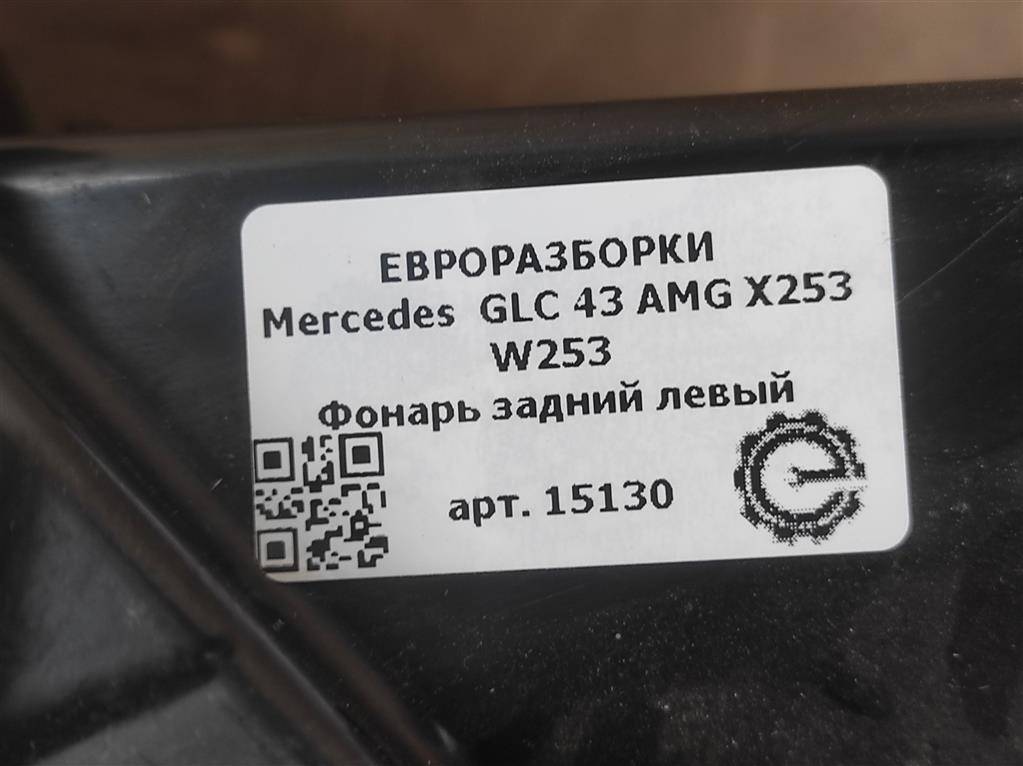 ЕВРОРАЗБОРКИ
Mercedes GLC 43 AMG X253
W253
Фонарь задний левый
арт. 15130